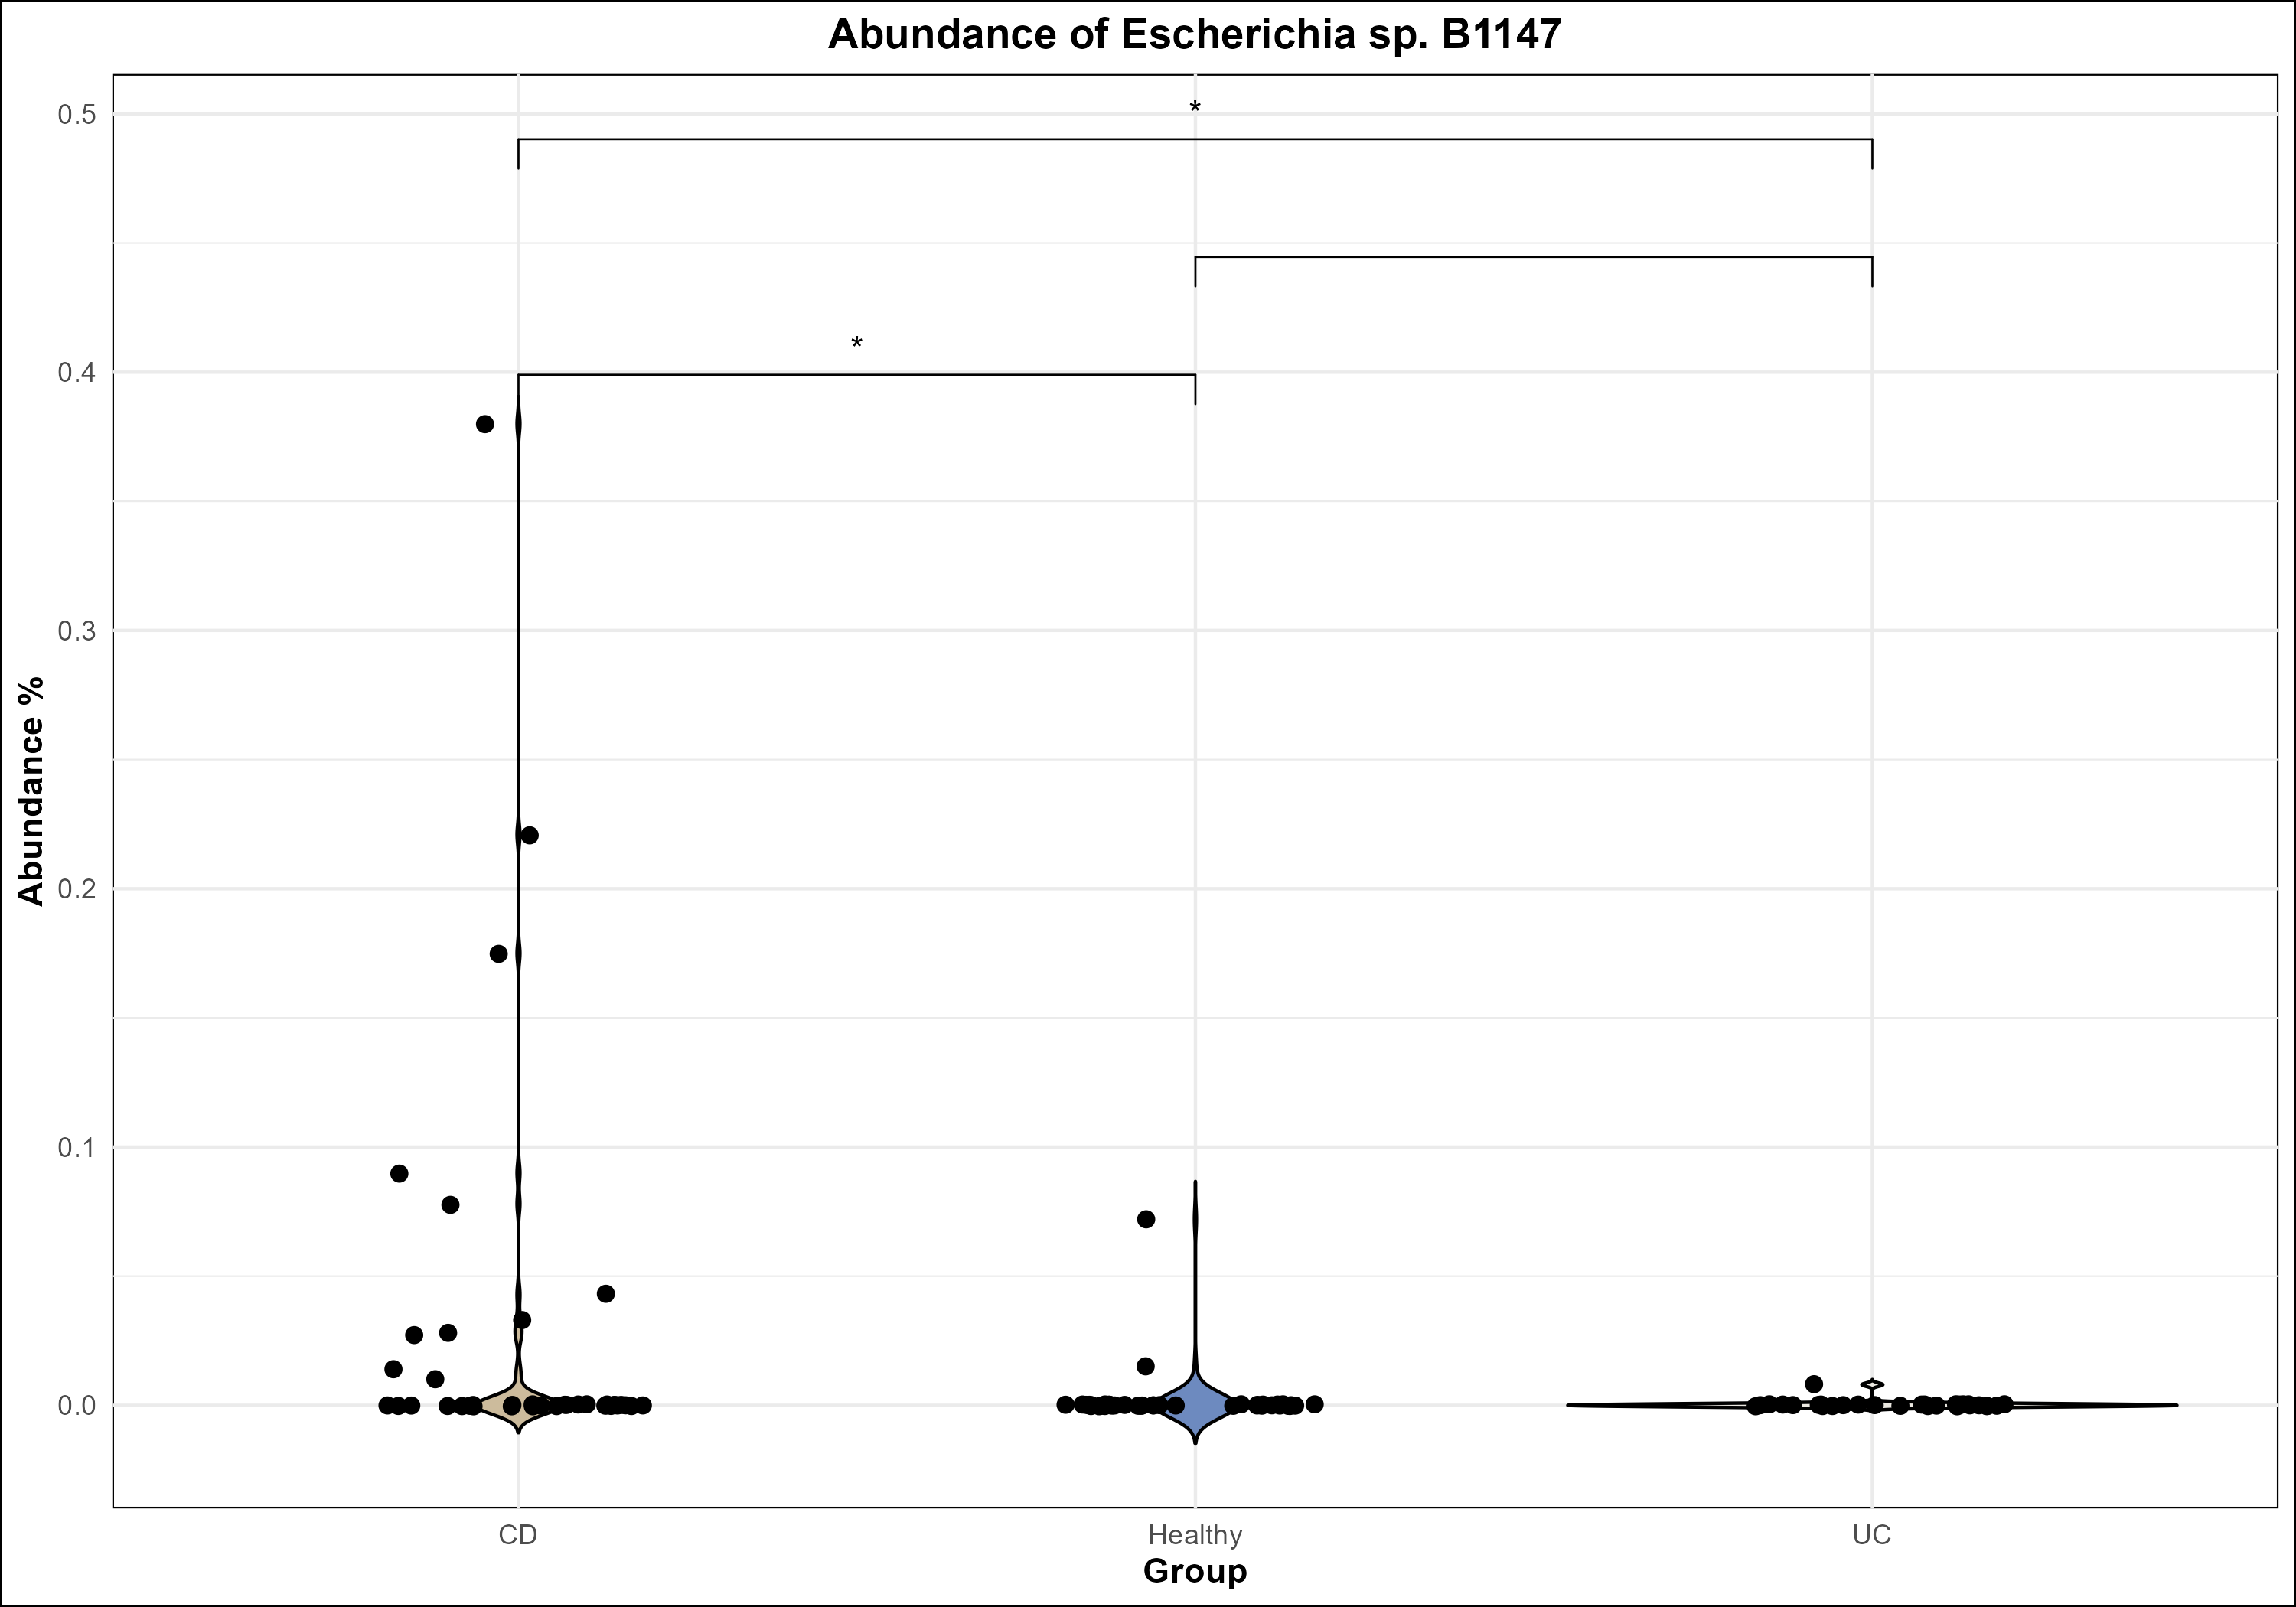 Abundance of Escherichia sp. B1147
*
*
0.5
0.4
0.3
0.2
0.1
0.0
Abundance %
CD Healthy UC
Group